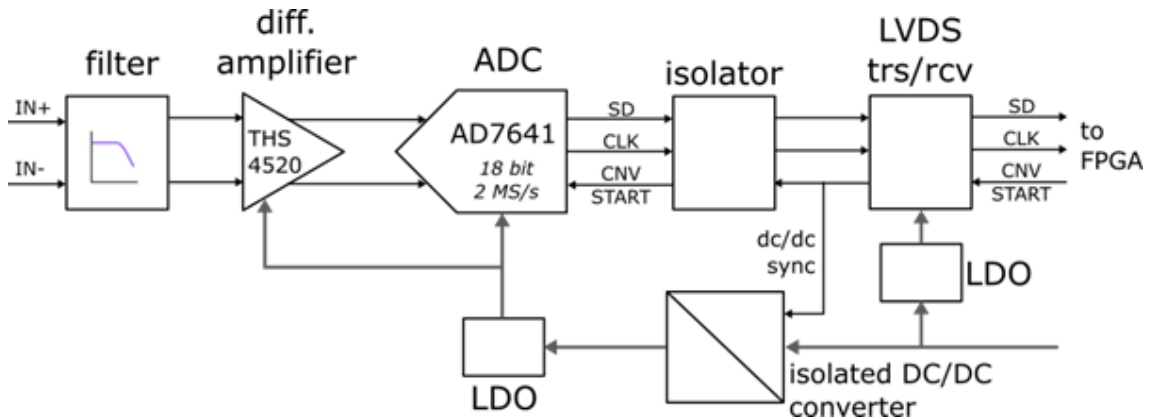 filter
diff.
amplifier
ADC
isolator
LVDS
trs/rcv
IN+
IN-
THS
4520
AD7641
18 bit
2 MS/s
SD
CLK
CNV
START
SD
CLK
CNV
START
to
FPGA
dc/dc
sync
LDO
LDO
isolated DC/DC
converter